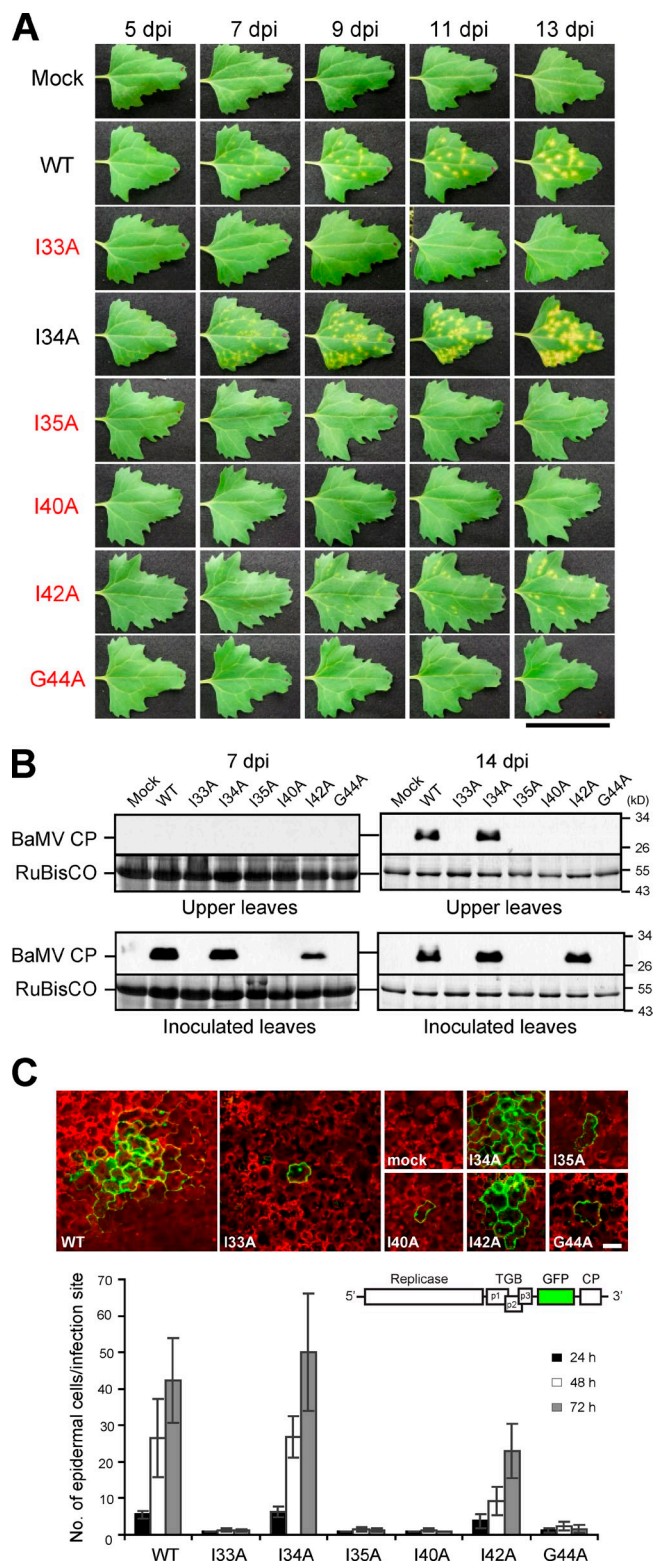 A
5 dpi 7 dpi 9 dpi 11 dpi 13 dpi
Mock
WT
I33A
I34A
I35A
I40A
I42A
G44A
B
7 dpi 14 dpi
Mock WT I33A I34A I35A I40A I42A G44A Mock WT I33A I34A I35A I40A I42A G44A (kD)
34
BaMV CP
26
RuBisCO 55
43
Upper leaves Upper leaves
34
BaMV CP
26
RuBisCO 55
43
Inoculated leaves Inoculated leaves
C
mock I34A I35A
WT I33A I40A I42A G44A
Replicase TGB GFP CP
5' p1 p2 p3 3'
No. of epidermal cells/infection site
70
60
50
40
30
20
10
0
24 h
48 h
72 h
WT I33A I34A I35A I40A I42A G44A